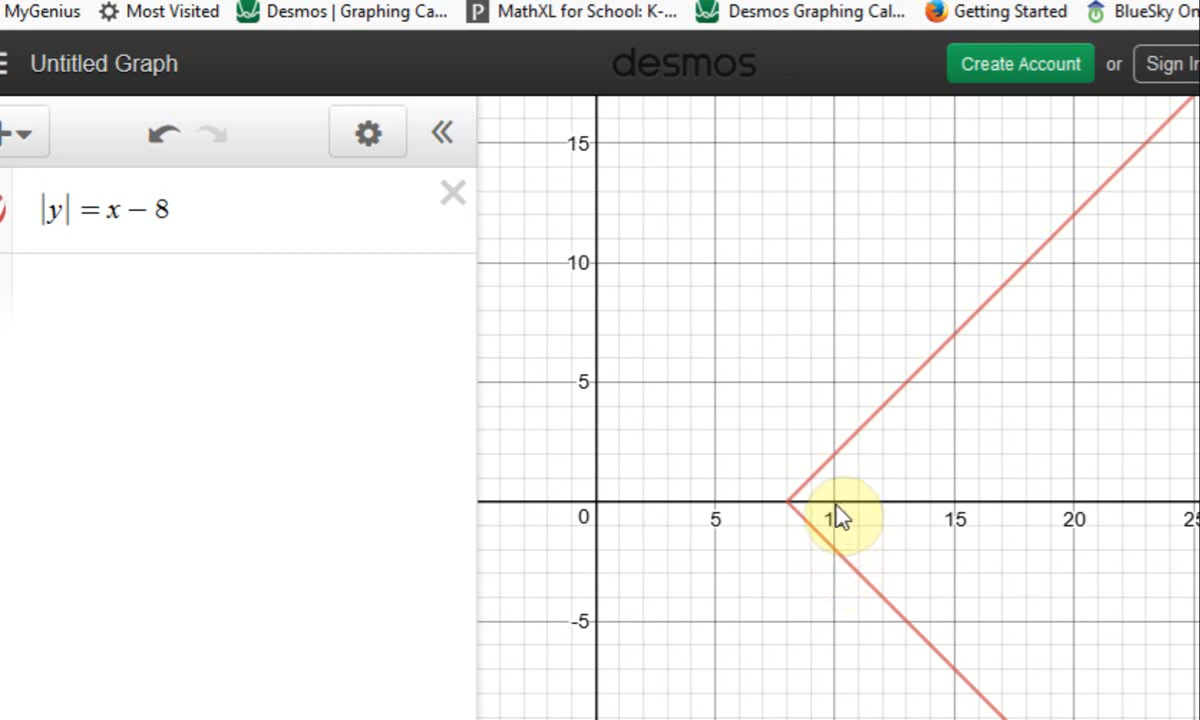 MyGenius Most Visited Desmos | Graphing Ca... P MathXL for School: K-... Desmos Graphing Cal... Getting Started BlueSky On
Untitled Graph desmos Create Account or Sign In
|y| = x − 8
15
10
5
0 5 15 20 25
-5